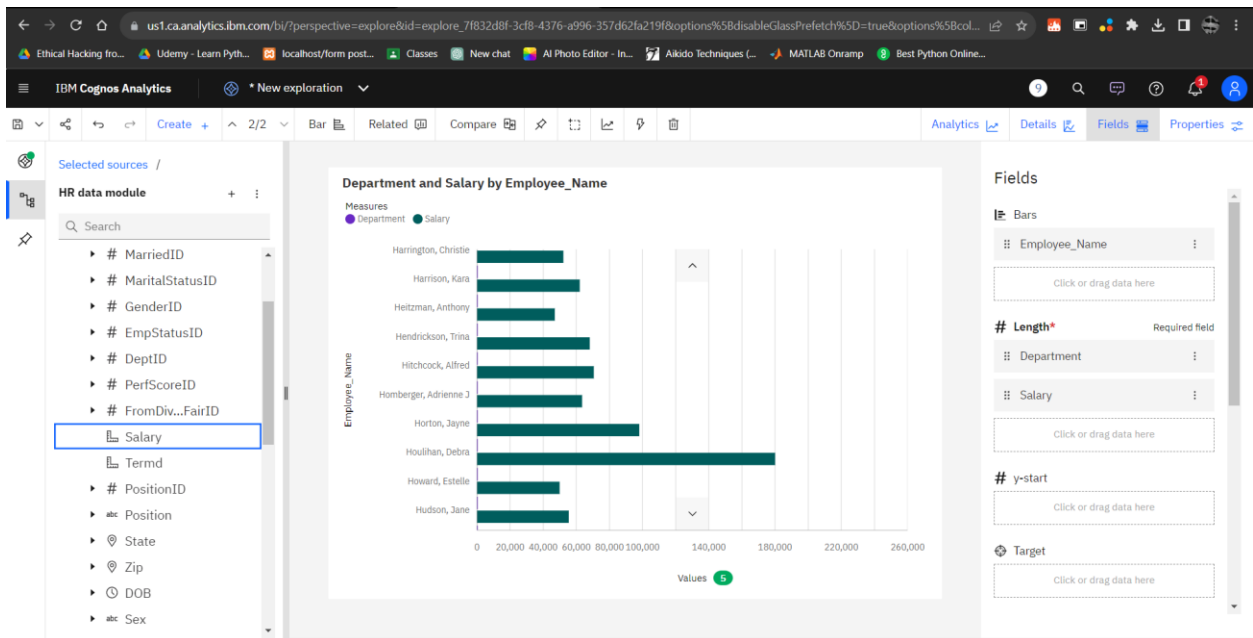 us1.ca.analytics.ibm.com/bi/?perspective=explore&id=explore_7f832d8f-3cf8-4376-a996-357d62fa219f&options%5BdisableGlassPrefetch%5D=true&options%5Bcol...
Ethical Hacking fro... Udemy - Learn Pyth... localhost/form post... Classes New chat AI Photo Editor - In... Aikido Techniques (... MATLAB Onramp Best Python Online...
IBM Cognos Analytics * New exploration 9 1
Create + 2/2 Bar Related Compare Analytics Details Fields Properties
Selected sources /
HR data module
Search
# MarriedID
# MaritalStatusID
# GenderID
# EmpStatusID
# DeptID
# PerfScoreID
# FromDiv...FairID
Salary
Termd
# PositionID
abc Position
State
Zip
DOB
abc Sex
Department and Salary by Employee_Name
Measures
Department Salary
Employee_Name
Harrington, Christie
Harrison, Kara
Heitzman, Anthony
Hendrickson, Trina
Hitchcock, Alfred
Homberger, Adrienne J
Horton, Jayne
Houlihan, Debra
Howard, Estelle
Hudson, Jane
0 20,000 40,000 60,000 80,000 100,000 140,000 180,000 220,000 260,000
Values 5
Fields
Bars
Employee_Name
Click or drag data here
# Length* Required field
Department
Salary
Click or drag data here
# y-start
Click or drag data here
Target
Click or drag data here